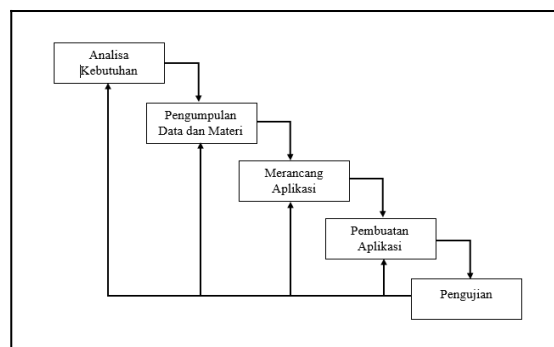 Analisa
Kebutuhan
Pengumpulan
Data dan Materi
Merancang
Aplikasi
Pembuatan
Aplikasi
Pengujian